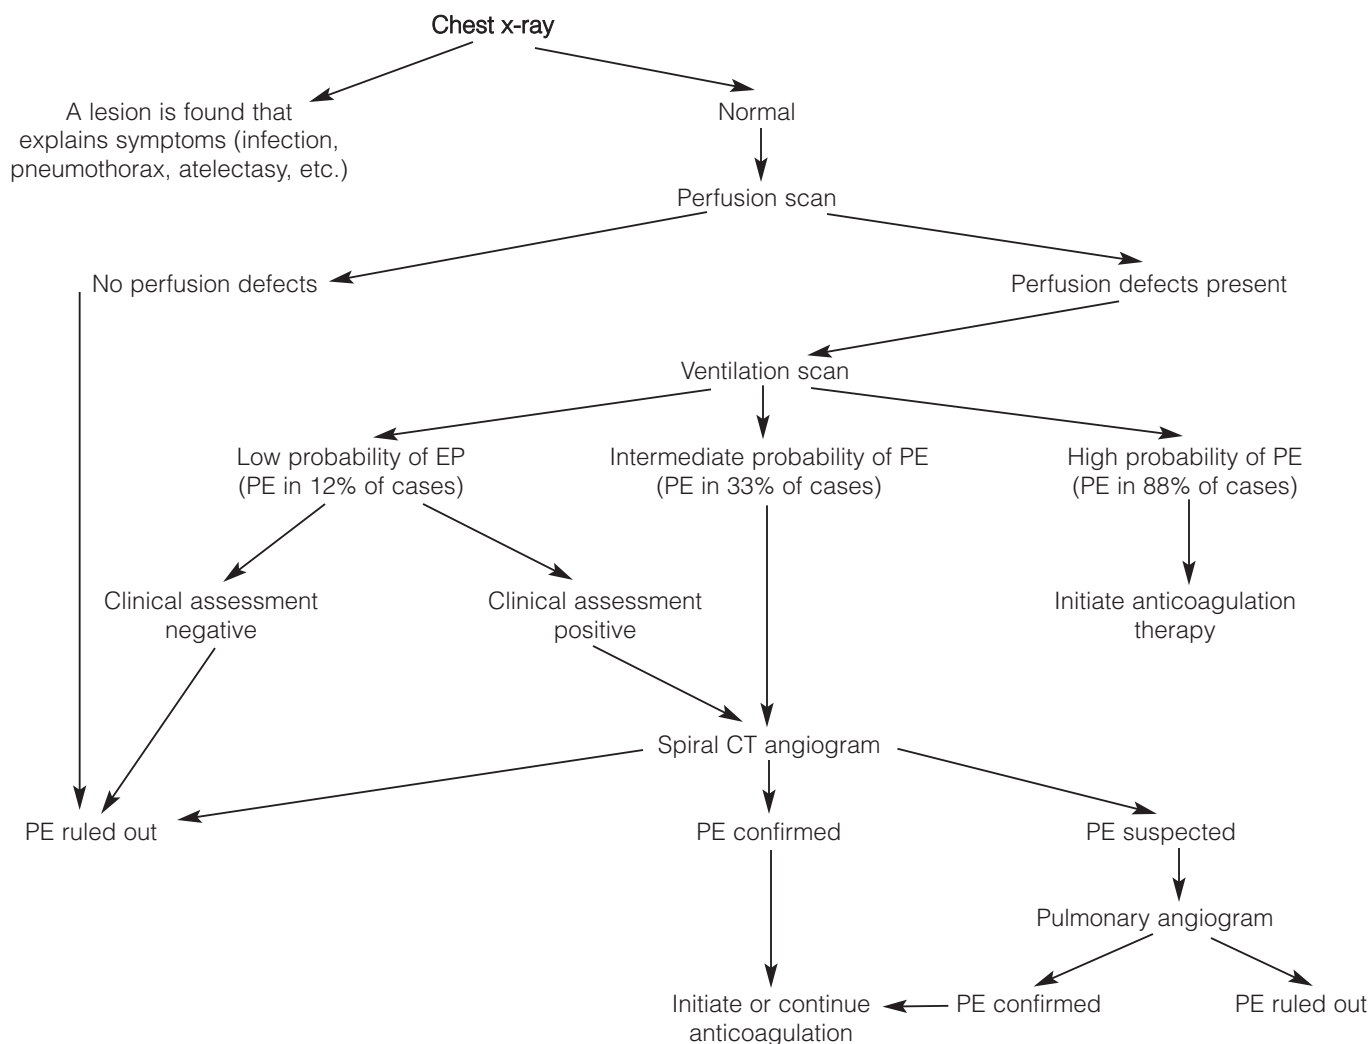 Chest x-ray
A lesion is found that
explains symptoms (infection,
pneumothorax, atelectasy, etc.)
Normal
Perfusion scan
No perfusion defects
Perfusion defects present
Ventilation scan
Low probability of EP
(PE in 12% of cases)
Intermediate probability of PE
(PE in 33% of cases)
High probability of PE
(PE in 88% of cases)
Clinical assessment
negative
Clinical assessment
positive
Initiate anticoagulation
therapy
Spiral CT angiogram
PE ruled out
PE confirmed
PE suspected
Pulmonary angiogram
Initiate or continue
anticoagulation
PE confirmed
PE ruled out